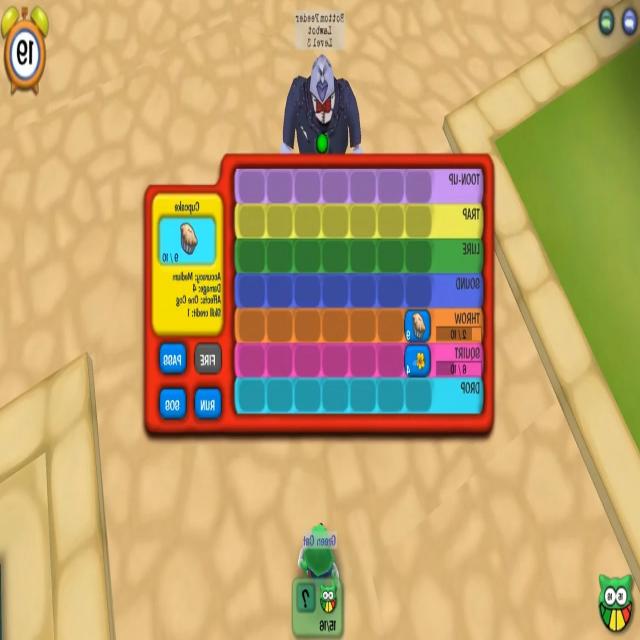 Bottom Feeder
Lawbot
Level 3
19
Cupcake
9 / 10
Accuracy: Medium
Damage: 4
Affects: One Cog
Skill credit: 1
FIRE
PASS
RUN
SOS
TOON-UP
TRAP
LURE
SOUND
THROW
2 / 10
9
SQUIRT
6 / 10
4
DROP
Green Cat
?
15/16